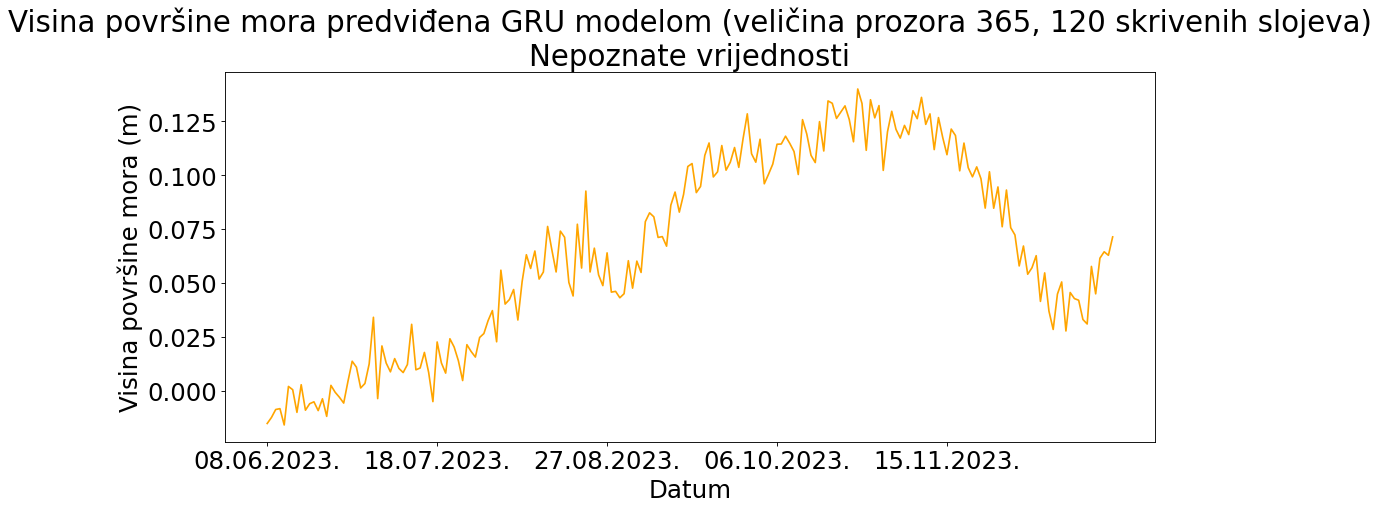 Visina površine mora predviđena GRU modelom (veličina prozora 365, 120 skrivenih slojeva)
Nepoznate vrijednosti
Visina površine mora (m)
0.125
0.100
0.075
0.050
0.025
0.000
08.06.2023. 18.07.2023. 27.08.2023. 06.10.2023. 15.11.2023.
Datum